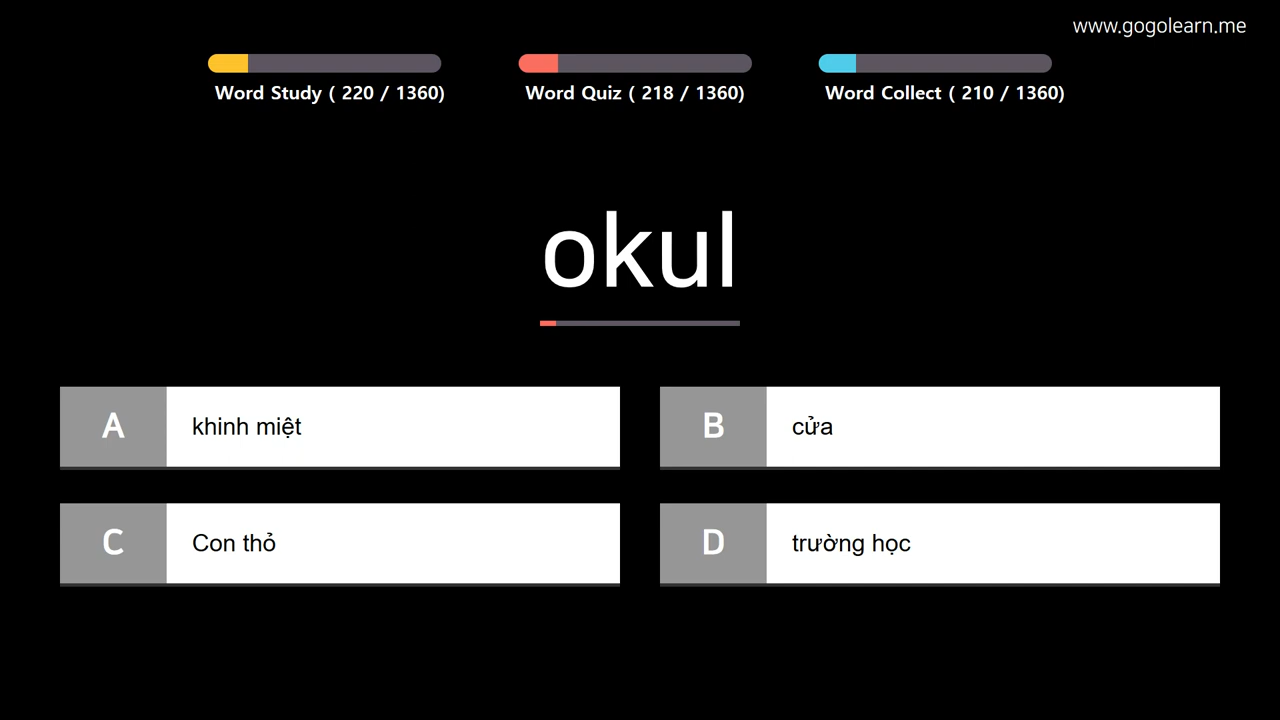 www.gogolearn.me
Word Study ( 220 / 1360)
Word Quiz ( 218 / 1360)
Word Collect ( 210 / 1360)
okul
A khinh miệt
B cửa
C Con thỏ
D trường học